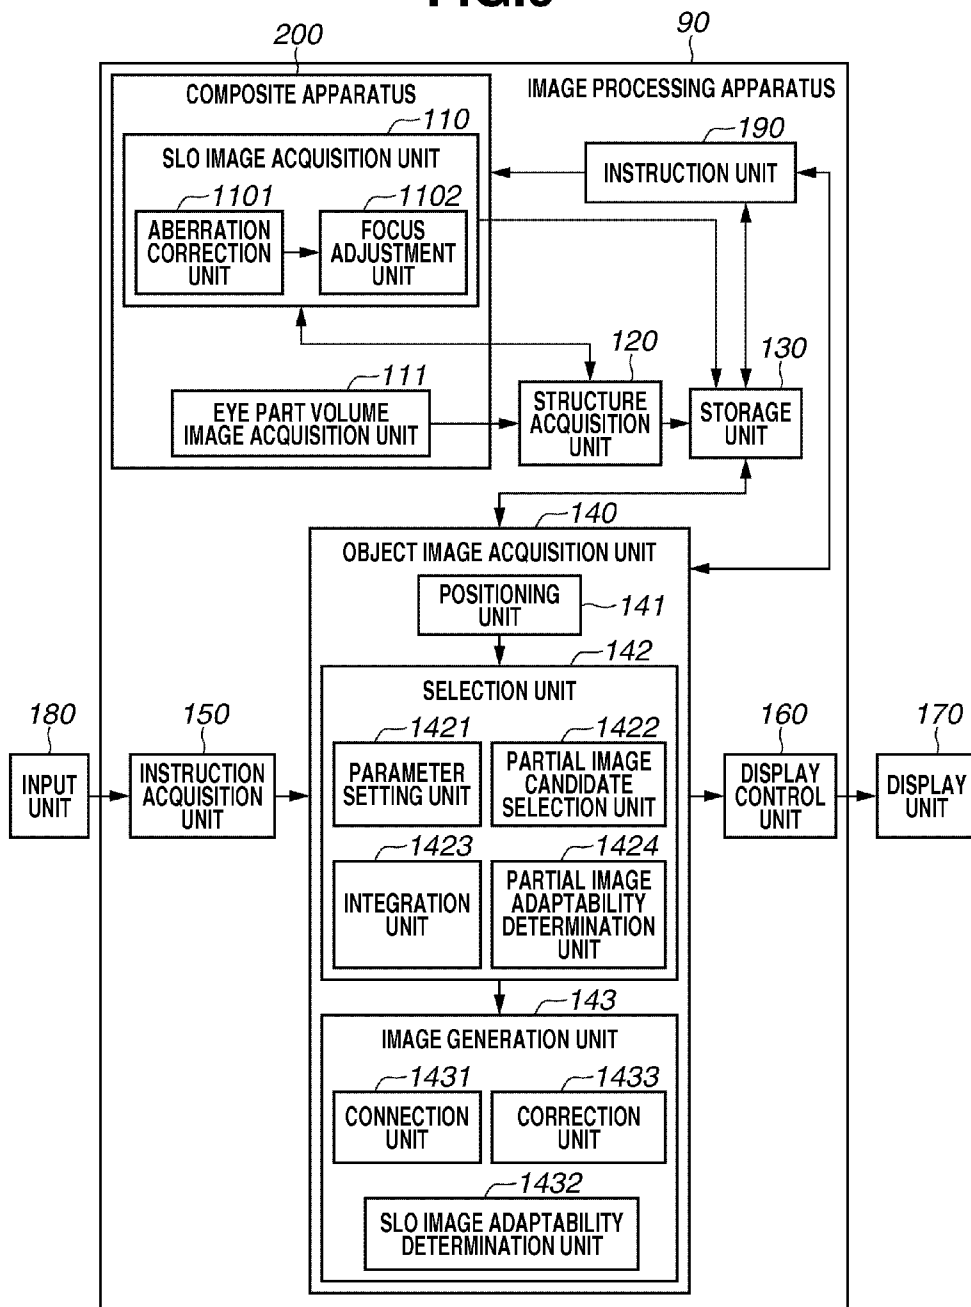 200
90
COMPOSITE APPARATUS
IMAGE PROCESSING APPARATUS
110
190
SLO IMAGE ACQUISITION UNIT
INSTRUCTION UNIT
1101
1102
ABERRATION
CORRECTION
UNIT
FOCUS
ADJUSTMENT
UNIT
120
130
111
EYE PART VOLUME
IMAGE ACQUISITION UNIT
STRUCTURE
ACQUISITION
UNIT
STORAGE
UNIT
140
OBJECT IMAGE ACQUISITION UNIT
POSITIONING
UNIT
141
142
SELECTION UNIT
180
150
1421
1422
160
170
INPUT
UNIT
INSTRUCTION
ACQUISITION
UNIT
PARAMETER
SETTING UNIT
PARTIAL IMAGE
CANDIDATE
SELECTION UNIT
DISPLAY
CONTROL
UNIT
DISPLAY
UNIT
1423
1424
INTEGRATION
UNIT
PARTIAL IMAGE
ADAPTABILITY
DETERMINATION
UNIT
143
IMAGE GENERATION UNIT
1431
1433
CONNECTION
UNIT
CORRECTION
UNIT
1432
SLO IMAGE ADAPTABILITY
DETERMINATION UNIT